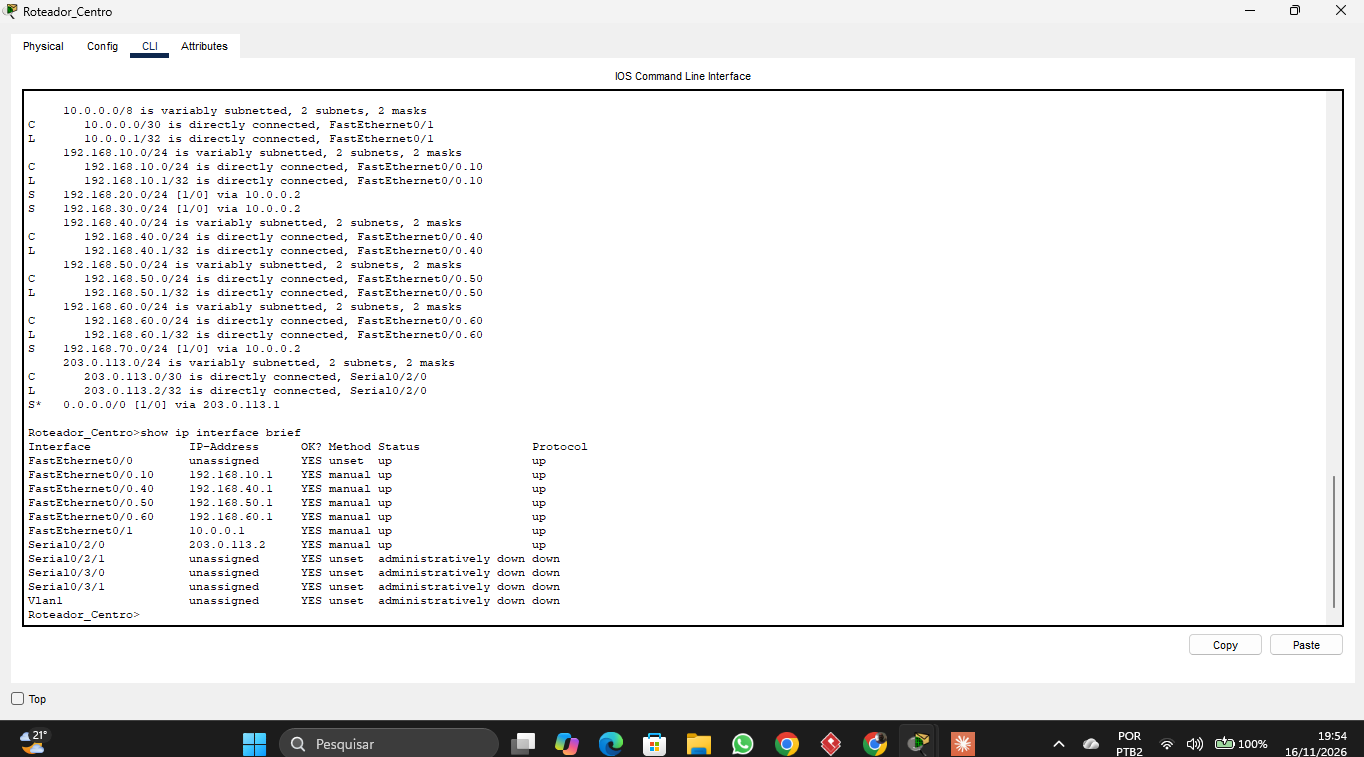 Roteador_Centro
Physical Config CLI Attributes
IOS Command Line Interface
10.0.0.0/8 is variably subnetted, 2 subnets, 2 masks
C 10.0.0.0/30 is directly connected, FastEthernet0/1
L 10.0.0.1/32 is directly connected, FastEthernet0/1
192.168.10.0/24 is variably subnetted, 2 subnets, 2 masks
C 192.168.10.0/24 is directly connected, FastEthernet0/0.10
L 192.168.10.1/32 is directly connected, FastEthernet0/0.10
S 192.168.20.0/24 [1/0] via 10.0.0.2
S 192.168.30.0/24 [1/0] via 10.0.0.2
192.168.40.0/24 is variably subnetted, 2 subnets, 2 masks
C 192.168.40.0/24 is directly connected, FastEthernet0/0.40
L 192.168.40.1/32 is directly connected, FastEthernet0/0.40
192.168.50.0/24 is variably subnetted, 2 subnets, 2 masks
C 192.168.50.0/24 is directly connected, FastEthernet0/0.50
L 192.168.50.1/32 is directly connected, FastEthernet0/0.50
192.168.60.0/24 is variably subnetted, 2 subnets, 2 masks
C 192.168.60.0/24 is directly connected, FastEthernet0/0.60
L 192.168.60.1/32 is directly connected, FastEthernet0/0.60
S 192.168.70.0/24 [1/0] via 10.0.0.2
203.0.113.0/24 is variably subnetted, 2 subnets, 2 masks
C 203.0.113.0/30 is directly connected, Serial0/2/0
L 203.0.113.2/32 is directly connected, Serial0/2/0
S* 0.0.0.0/0 [1/0] via 203.0.113.1
Roteador_Centro>show ip interface brief
Interface IP-Address OK? Method Status Protocol
FastEthernet0/0 unassigned YES unset up up
FastEthernet0/0.10 192.168.10.1 YES manual up up
FastEthernet0/0.40 192.168.40.1 YES manual up up
FastEthernet0/0.50 192.168.50.1 YES manual up up
FastEthernet0/0.60 192.168.60.1 YES manual up up
FastEthernet0/1 10.0.0.1 YES manual up up
Serial0/2/0 203.0.113.2 YES manual up up
Serial0/2/1 unassigned YES unset administratively down down
Serial0/3/0 unassigned YES unset administratively down down
Serial0/3/1 unassigned YES unset administratively down down
Vlan1 unassigned YES unset administratively down down
Roteador_Centro>
Copy Paste
Top
21°
Pesquisar
POR
PTB2
100%
19:54
16/11/2026